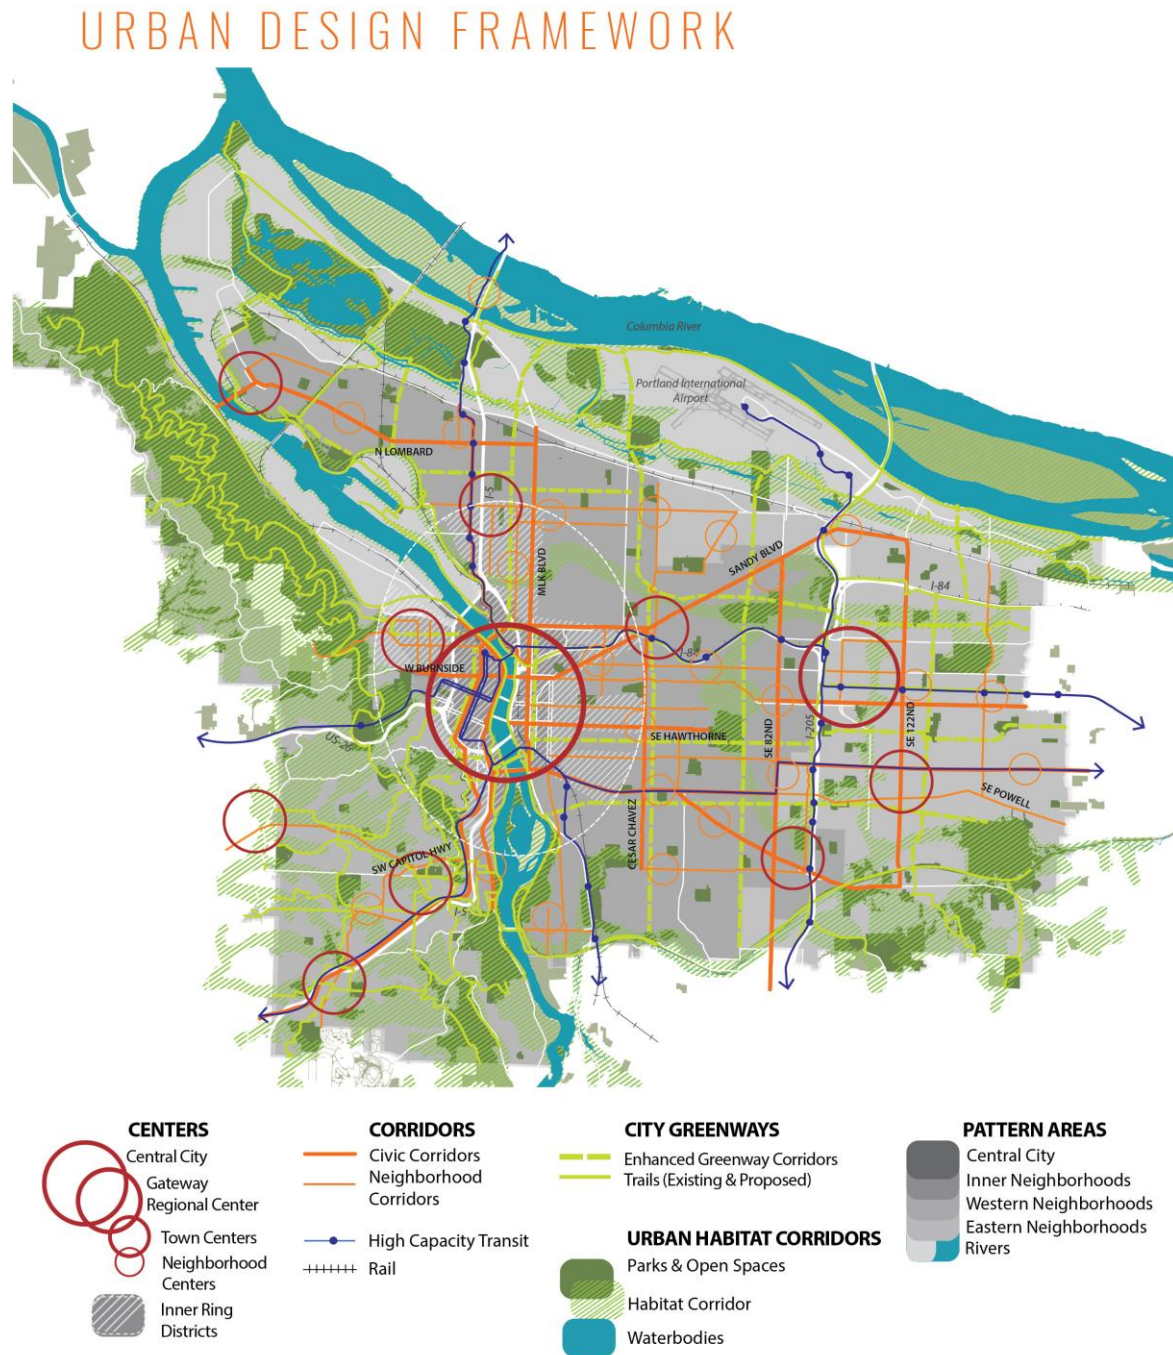 URBAN DESIGN FRAMEWORK
Columbia River
Portland International
Airport
N LOMBARD
I-5
MLK BLVD
SANDY BLVD
I-84
I-84
W BURNSIDE
US-26
SE HAWTHORNE
SE 82ND
I-205
SE 122ND
SE POWELL
CESAR CHAVEZ
SW CAPITOL HWY
I-5
CENTERS
Central City
Gateway
Regional Center
Town Centers
Neighborhood
Centers
Inner Ring
Districts
CORRIDORS
Civic Corridors
Neighborhood
Corridors
High Capacity Transit
Rail
CITY GREENWAYS
Enhanced Greenway Corridors
Trails (Existing & Proposed)
URBAN HABITAT CORRIDORS
Parks & Open Spaces
Habitat Corridor
Waterbodies
PATTERN AREAS
Central City
Inner Neighborhoods
Western Neighborhoods
Eastern Neighborhoods
Rivers